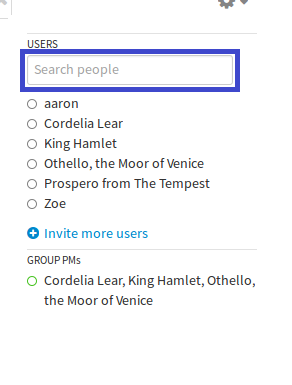 USERS
Search people
aaron
Cordelia Lear
King Hamlet
Othello, the Moor of Venice
Prospero from The Tempest
Zoe
Invite more users
GROUP PMs
Cordelia Lear, King Hamlet, Othello,
the Moor of Venice